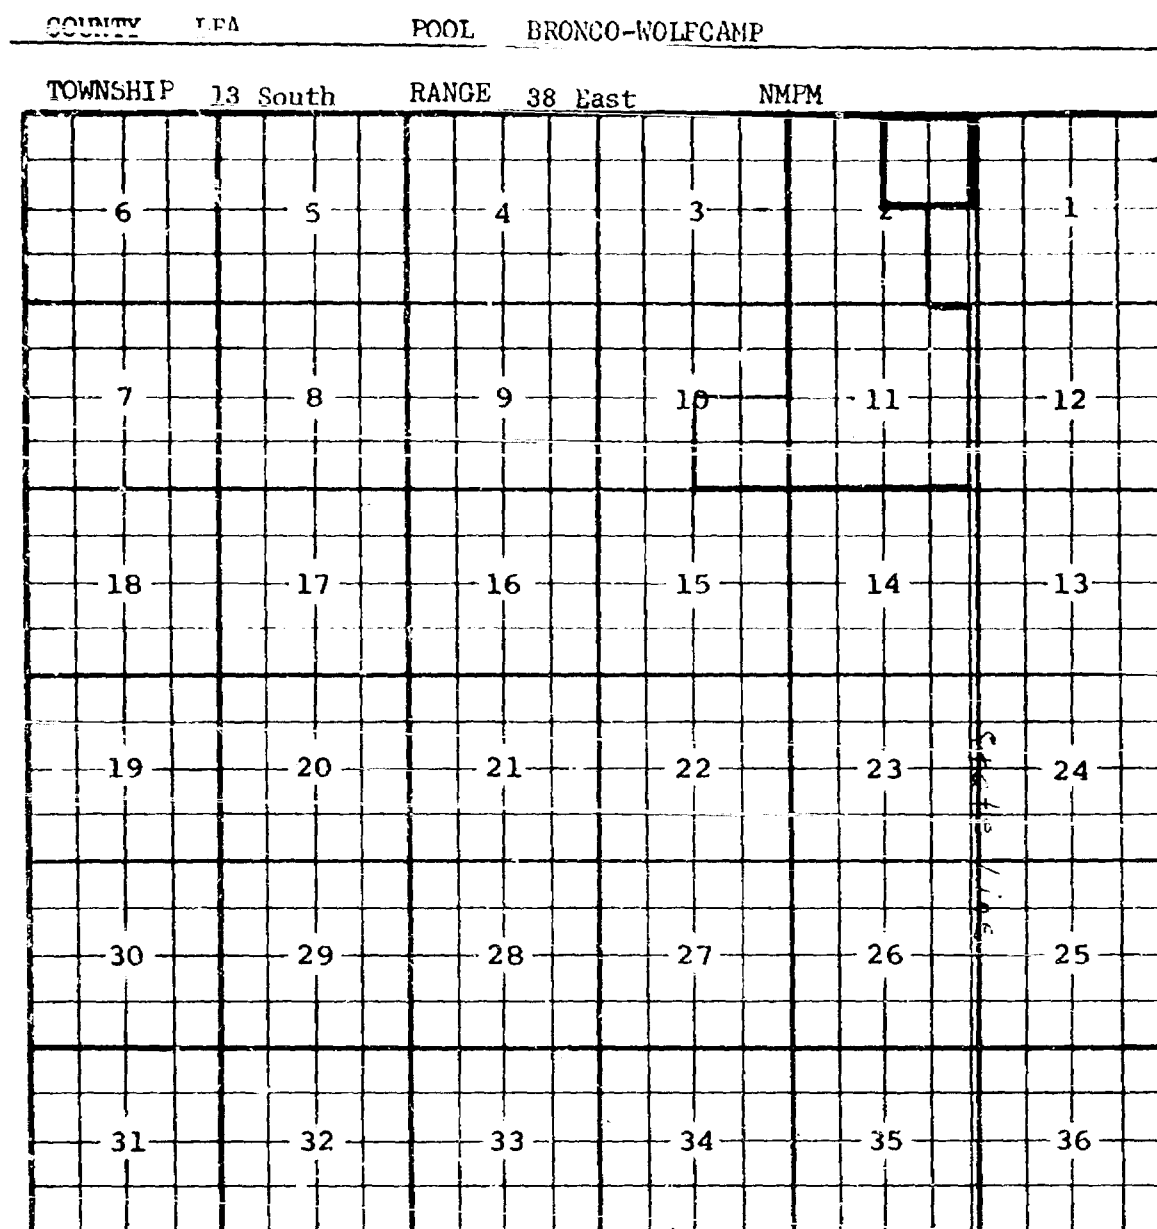 COUNTY LEA POOL BRONCO-WOLFCAMP
TOWNSHIP 13 South RANGE 38 East NMPM
6 5 4 3 2 1
7 8 9 10 11 12
18 17 16 15 14 13
19 20 21 22 23 24
State line
30 29 28 27 26 25
31 32 33 34 35 36